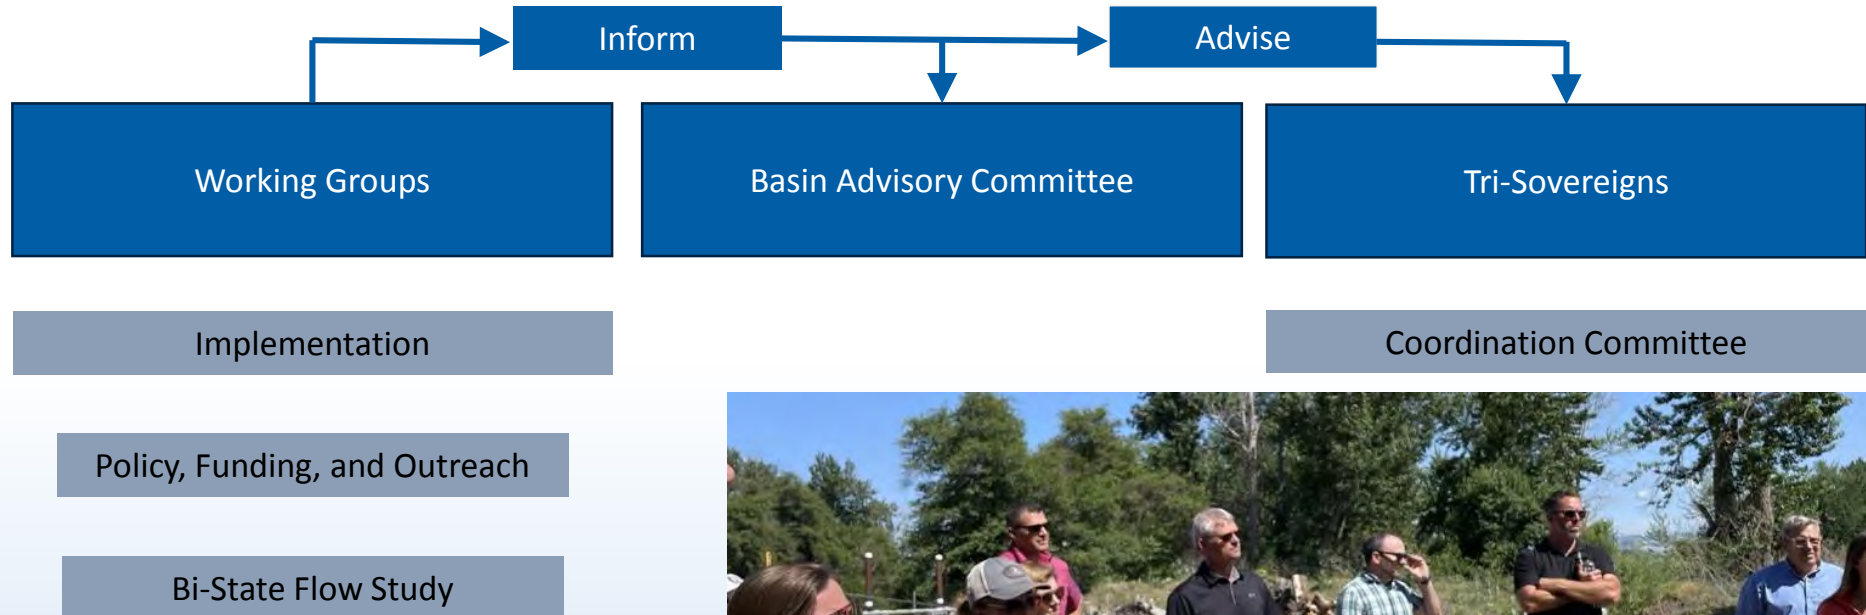 Inform
Advise
Working Groups
Basin Advisory Committee
Tri-Sovereigns
Implementation
Coordination Committee
Policy, Funding, and Outreach
Bi-State Flow Study